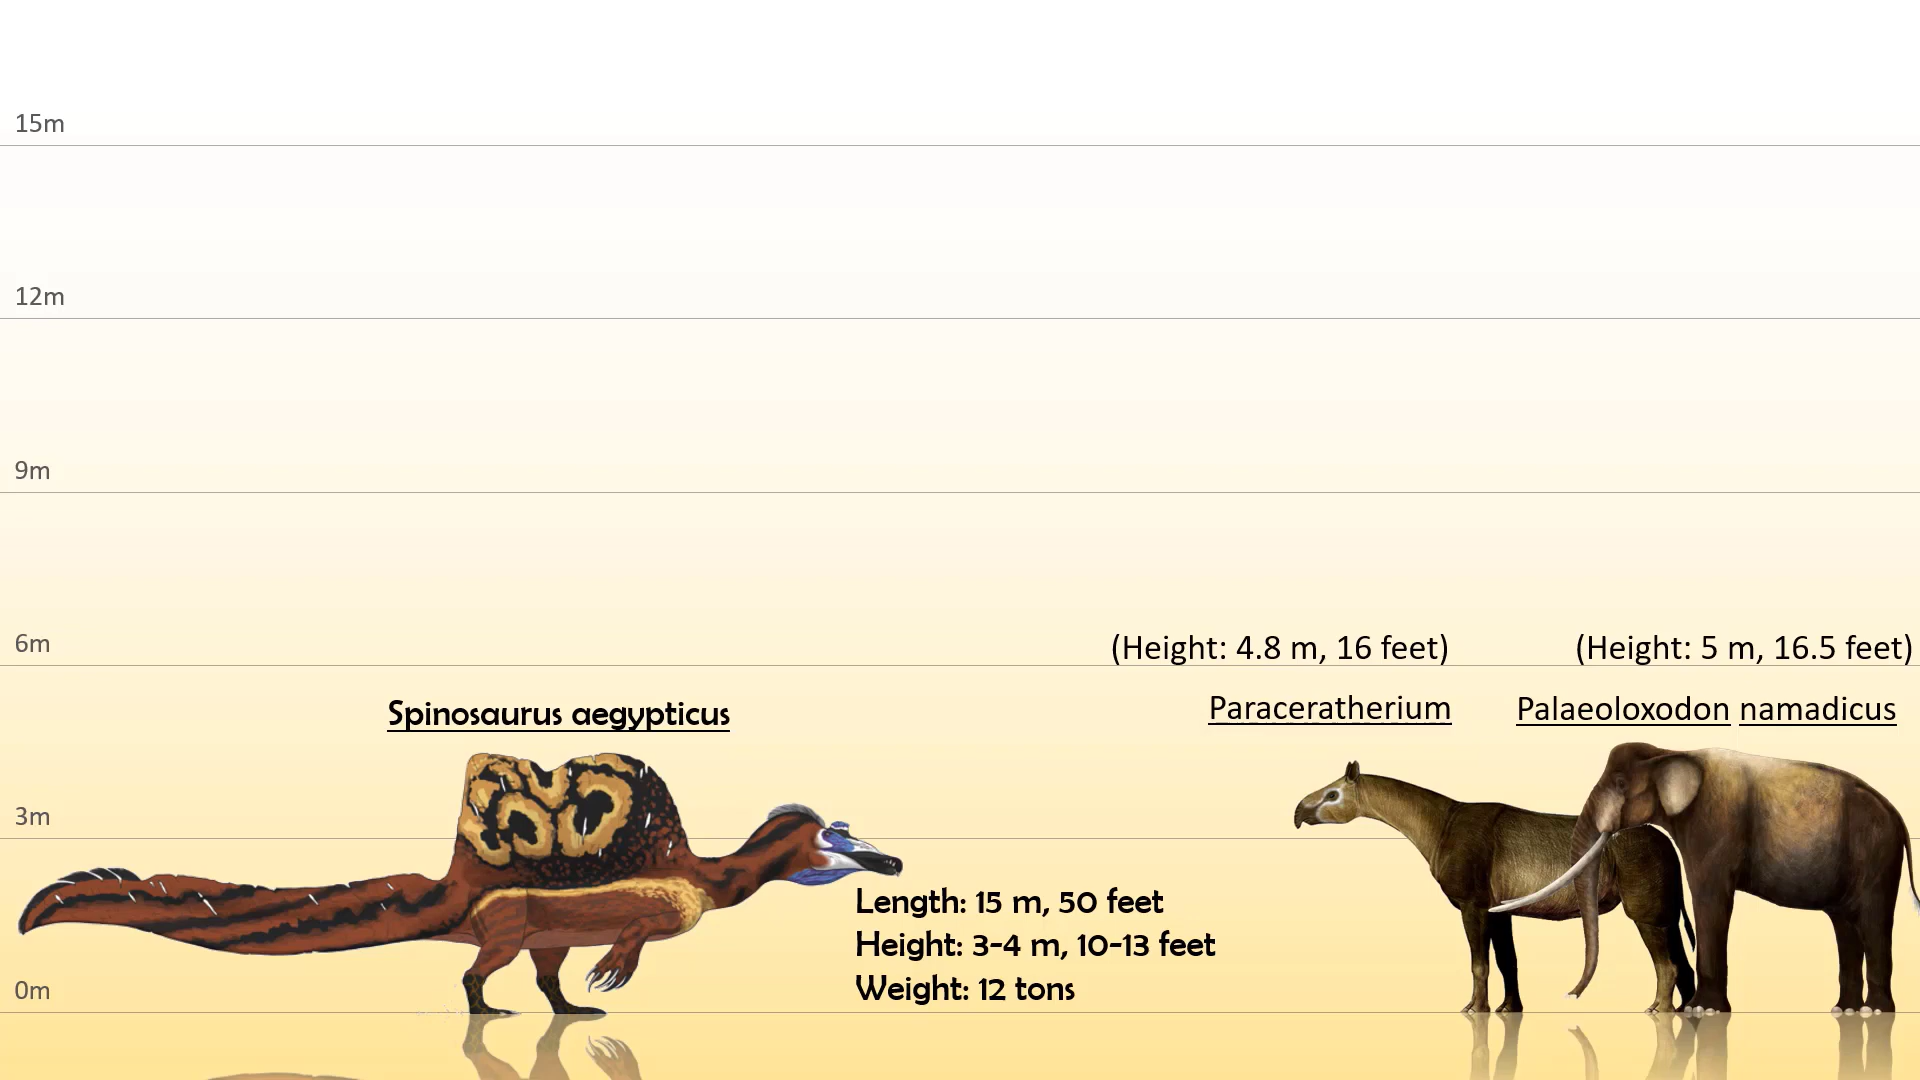 15m
12m
9m
6m
(Height: 4.8 m, 16 feet)
(Height: 5 m, 16.5 feet)
Spinosaurus aegypticus
Paraceratherium
Palaeoloxodon namadicus
3m
Length: 15 m, 50 feet
Height: 3-4 m, 10-13 feet
Weight: 12 tons
0m